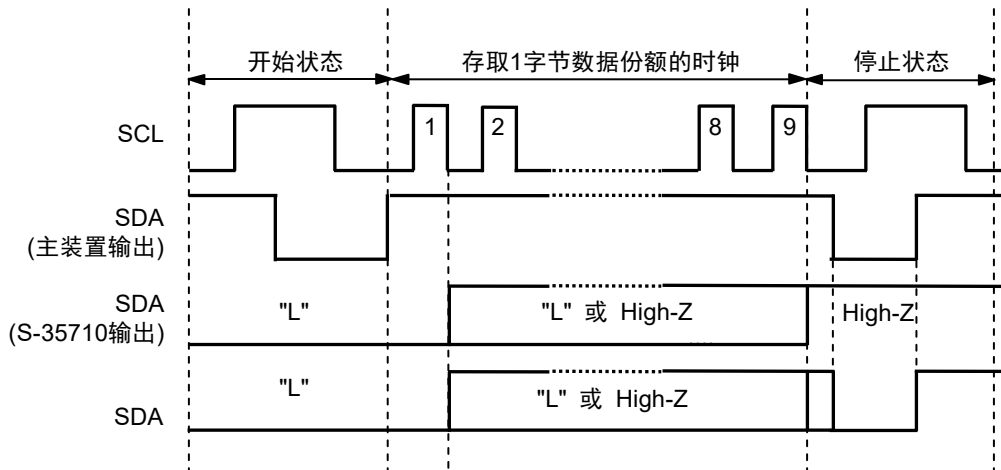 开始状态
存取1字节数据份额的时钟
停止状态
SCL
1
2
8
9
SDA
(主装置输出)
SDA
(S-35710输出)
"L"
"L" 或 High-Z
High-Z
SDA
"L"
"L" 或 High-Z